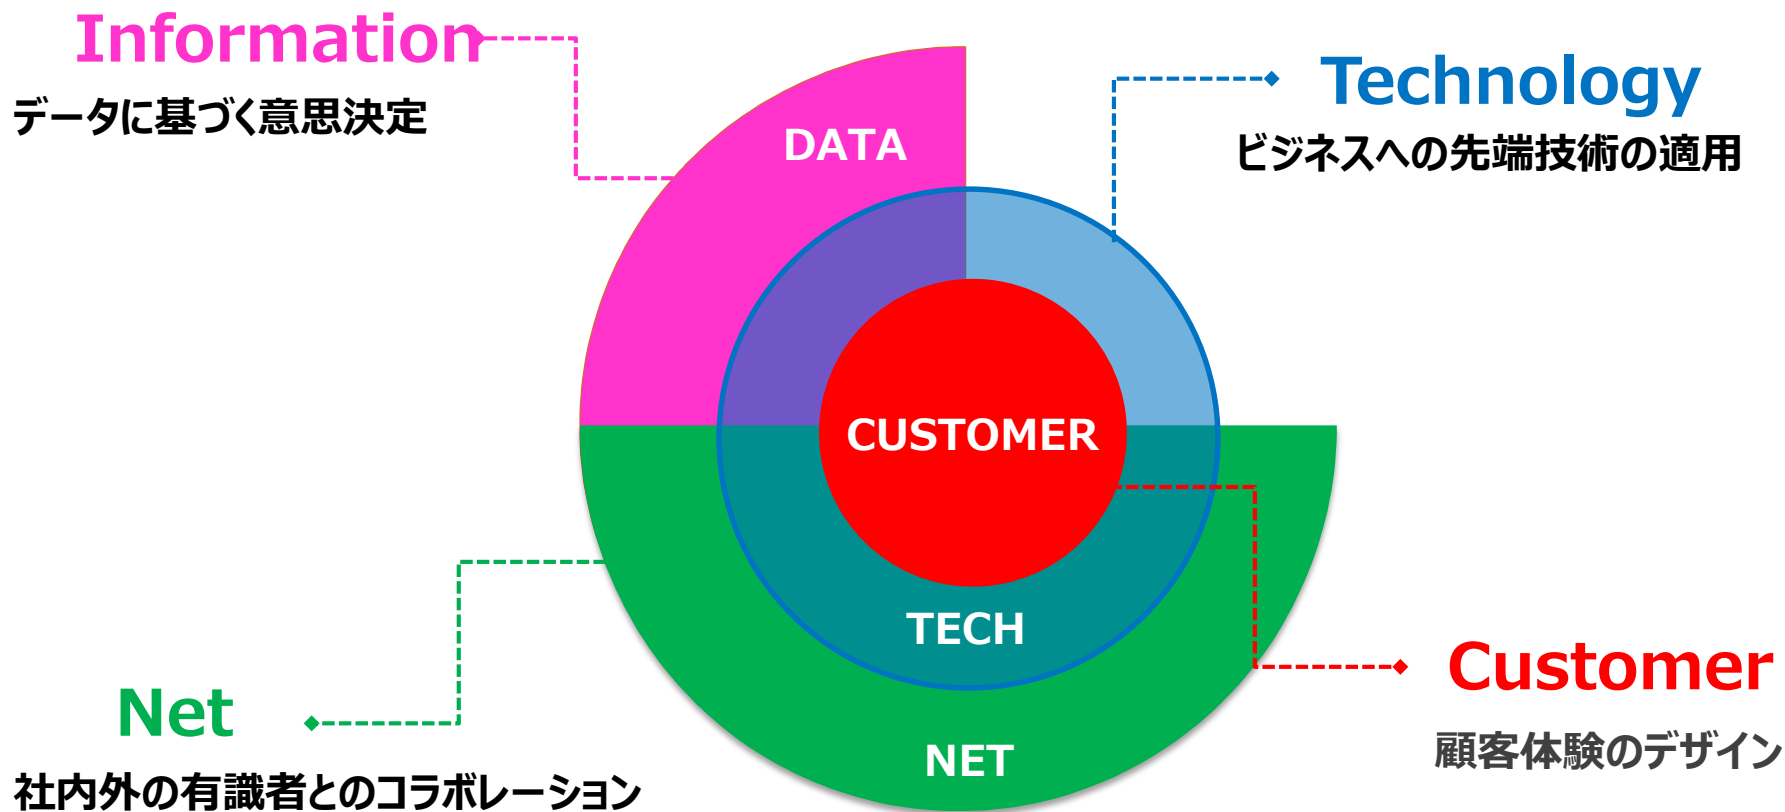 Information
データに基づく意思決定
Technology
ビジネスへの先端技術の適用
DATA
CUSTOMER
TECH
NET
Net
社内外の有識者とのコラボレーション
Customer
顧客体験のデザイン